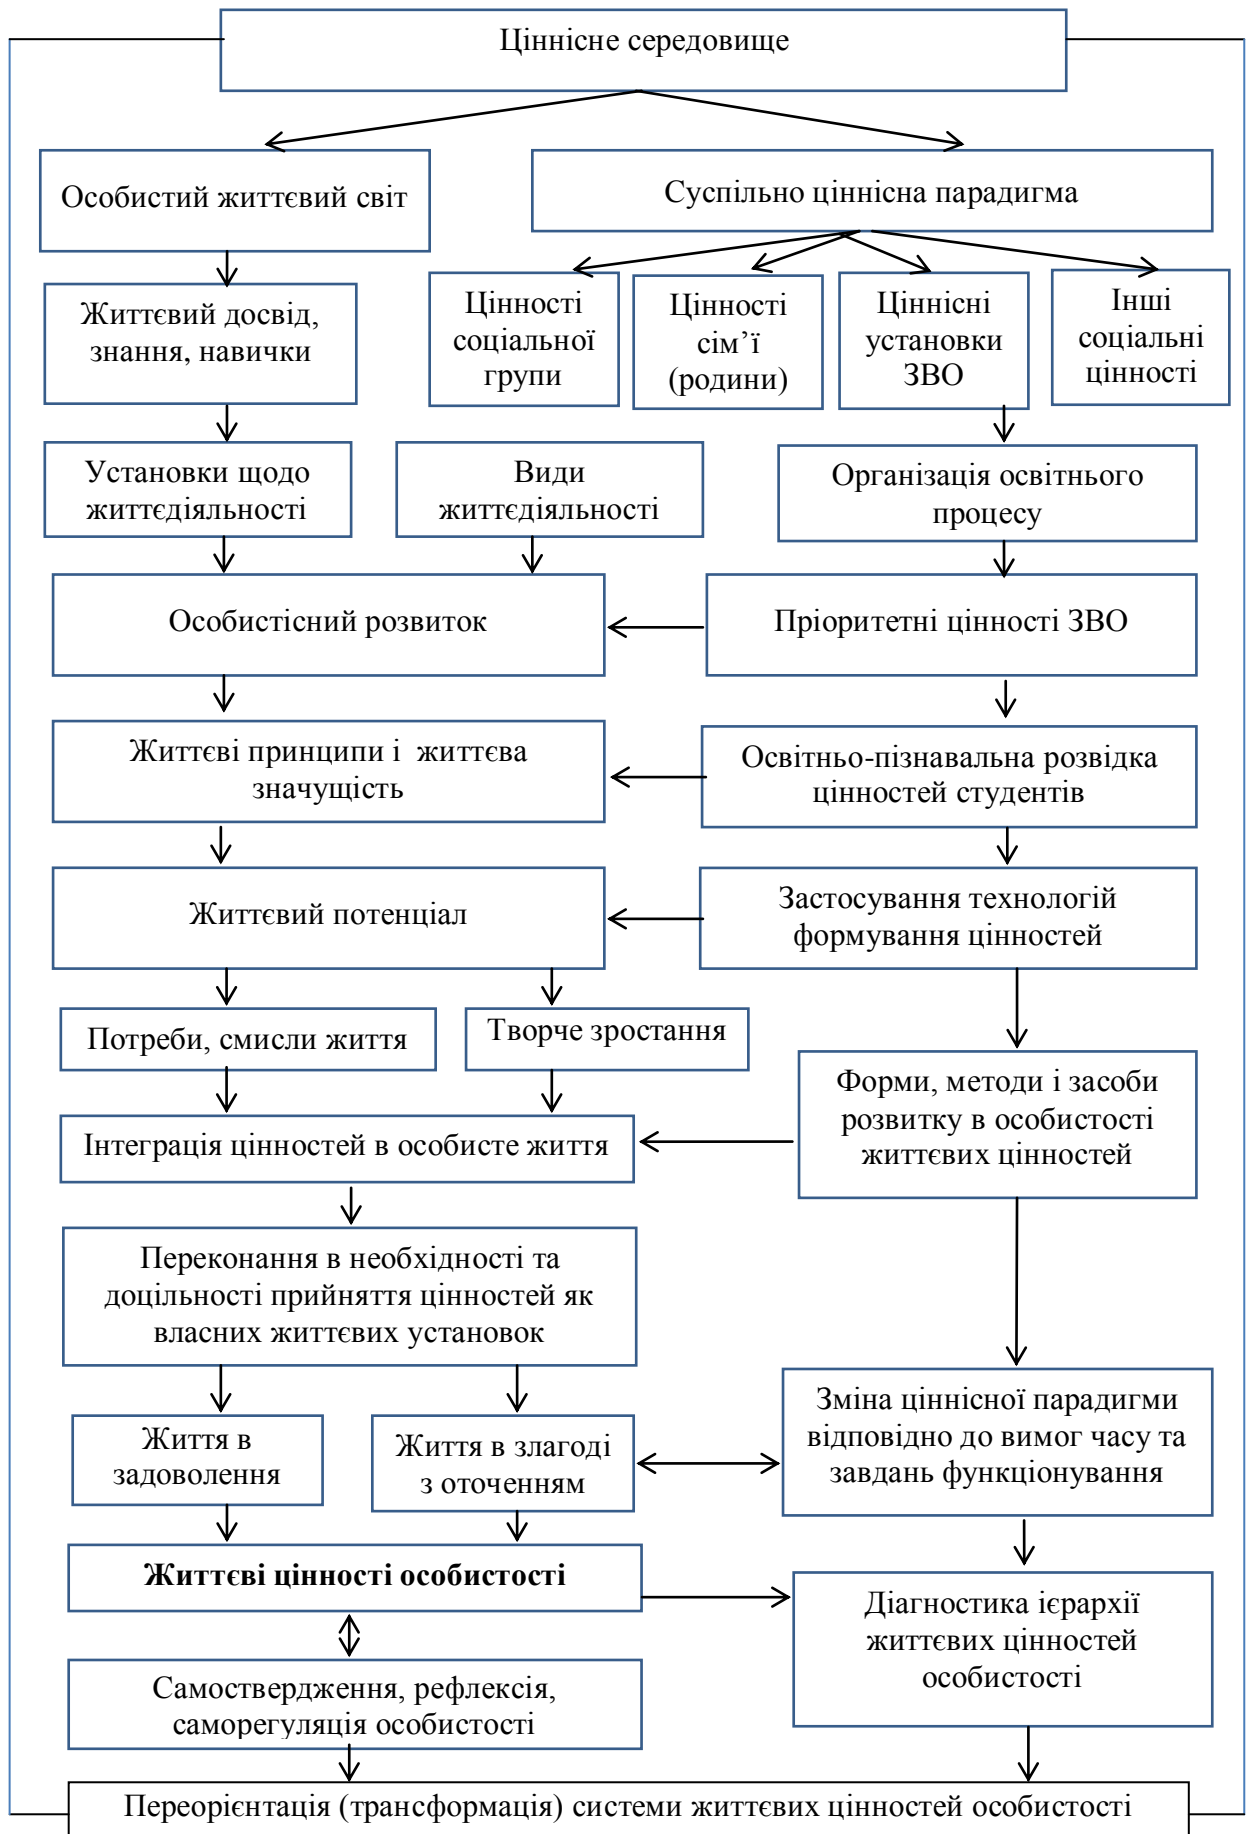 Ціннісне середовище
Особистий життєвий світ
Суспільно ціннісна парадигма
Життєвий досвід,
знання, навички
Цінності
соціальної
групи
Цінності
сім’ї
(родини)
Ціннісні
установки
ЗВО
Інші
соціальні
цінності
Установки щодо
життєдіяльності
Види
життєдіяльності
Організація освітнього
процесу
Особистісний розвиток
Пріоритетні цінності ЗВО
Життєві принципи і життєва
значущість
Освітньо-пізнавальна розвідка
цінностей студентів
Життєвий потенціал
Застосування технологій
формування цінностей
Потреби, смисли життя
Творче зростання
Форми, методи і засоби
розвитку в особистості
життєвих цінностей
Інтеграція цінностей в особисте життя
Переконання в необхідності та
доцільності прийняття цінностей як
власних життєвих установок
Життя в
задоволення
Життя в злагоді
з оточенням
Зміна ціннісної парадигми
відповідно до вимог часу та
завдань функціонування
Життєві цінності особистості
Діагностика ієрархії
життєвих цінностей
особистості
Самоствердження, рефлексія,
саморегуляція особистості
Переорієнтація (трансформація) системи життєвих цінностей особистості